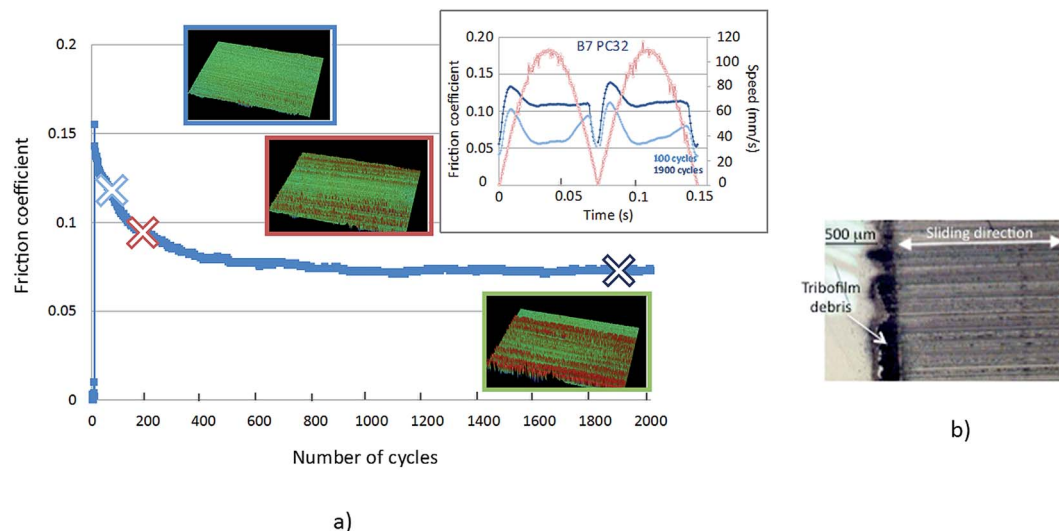 0.2
0.15
0.1
0.05
0
Friction coefficient
0
200
400
600
800
1000
1200
1400
1600
1800
2000
Number of cycles
B7 PC32
0.20
0.15
0.10
0.05
0
Friction coefficient
120
100
80
60
40
20
0
Speed (mm/s)
100 cycles
1900 cycles
0
0.05
0.10
0.15
Time (s)
a)
500 µm
Sliding direction
Tribofilm
debris
b)